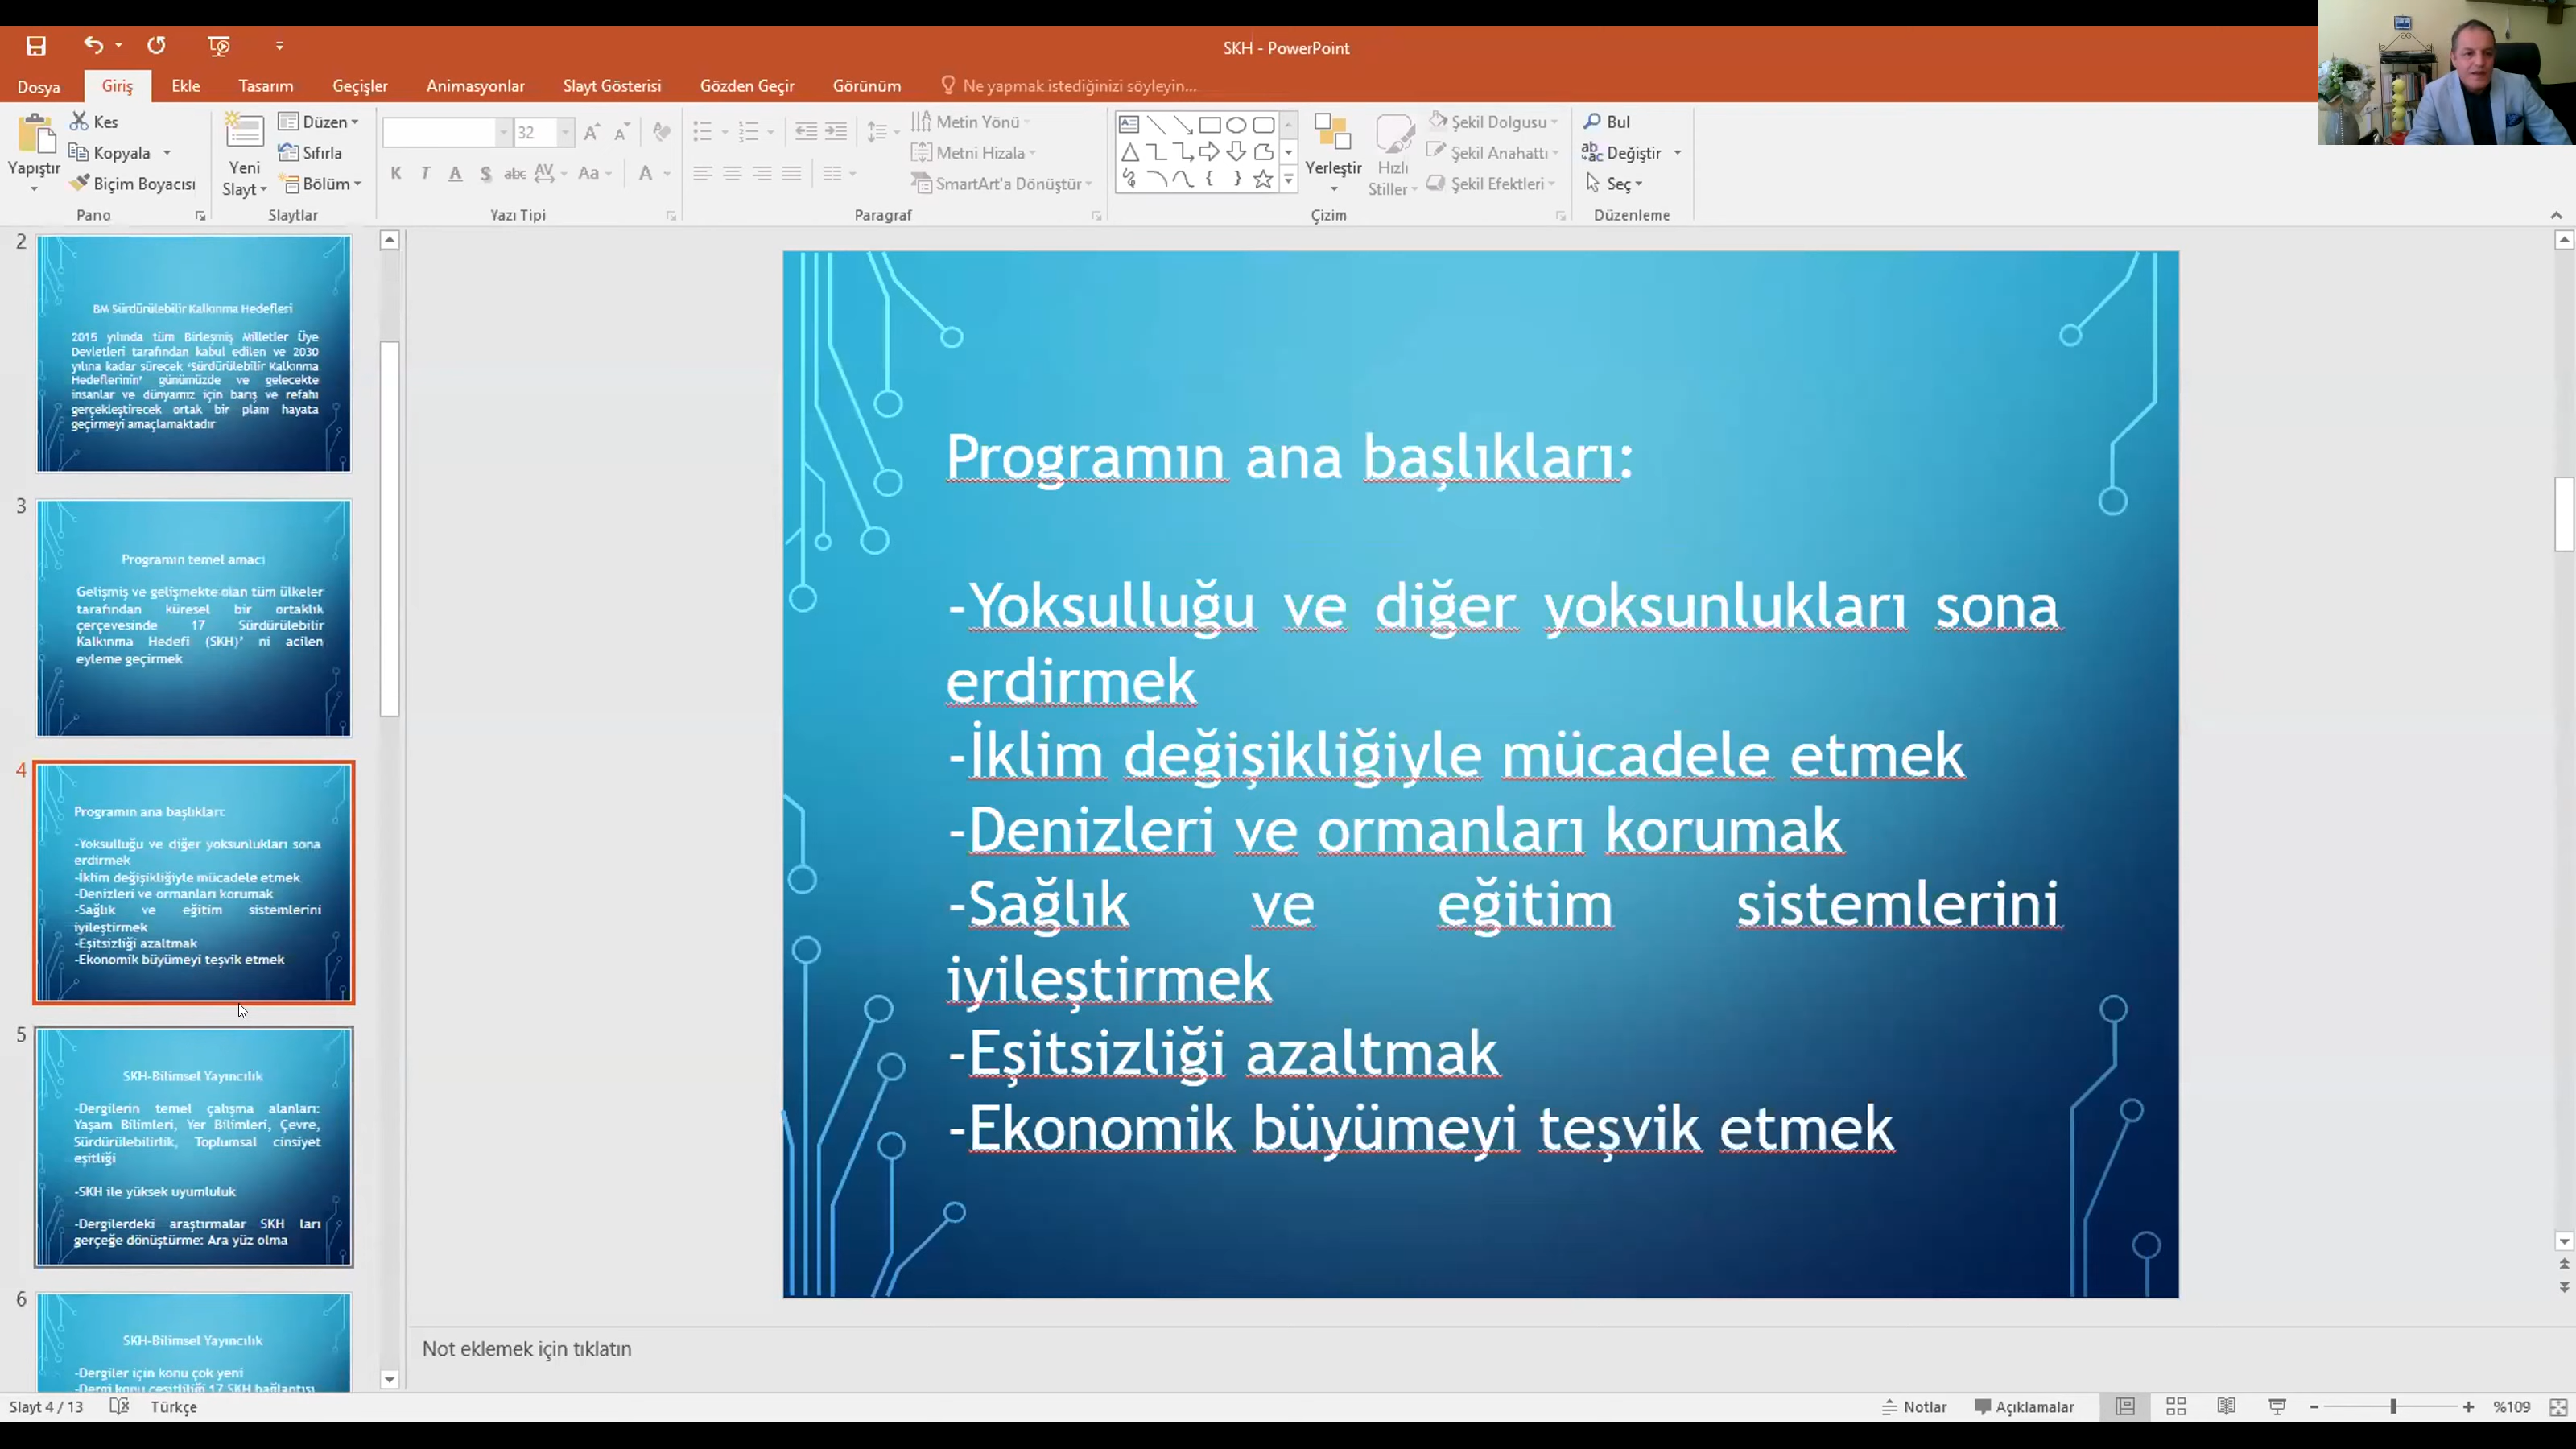 SKH - PowerPoint
Dosya Giriş Ekle Tasarım Geçişler Animasyonlar Slayt Gösterisi Gözden Geçir Görünüm Ne yapmak istediğinizi söyleyin...
Yapıştır
Kes
Kopyala
Biçim Boyacısı
Pano
Yeni
Slayt
Düzen
Sıfırla
Bölüm
Slaytlar
32
K T A S abc AV Aa A
Yazı Tipi
Metin Yönü
Metni Hizala
SmartArt'a Dönüştür
Paragraf
Yerleştir
Hızlı
Stiller
Şekil Dolgusu
Şekil Anahattı
Şekil Efektleri
Çizim
Bul
Değiştir
Seç
Düzenleme
2
BM Sürdürülebilir Kalkınma Hedefleri
2015 yılında tüm Birleşmiş Milletler Üye
Devletleri tarafından kabul edilen ve 2030
yılına kadar sürecek ‘Sürdürülebilir Kalkınma
Hedeflerinin’ günümüzde ve gelecekte
insanlar ve dünyamız için barış ve refahı
gerçekleştirecek ortak bir planı hayata
geçirmeyi amaçlamaktadır
3
Programın temel amacı
Gelişmiş ve gelişmekte olan tüm ülkeler
tarafından küresel bir ortaklık
çerçevesinde 17 Sürdürülebilir
Kalkınma Hedefi (SKH)’ ni acilen
eyleme geçirmek
4
Programın ana başlıkları:
-Yoksulluğu ve diğer yoksunlukları sona
erdirmek
-İklim değişikliğiyle mücadele etmek
-Denizleri ve ormanları korumak
-Sağlık ve eğitim sistemlerini
iyileştirmek
-Eşitsizliği azaltmak
-Ekonomik büyümeyi teşvik etmek
5
SKH-Bilimsel Yayıncılık
-Dergilerin temel çalışma alanları:
Yaşam Bilimleri, Yer Bilimleri, Çevre,
Sürdürülebilirlik, Toplumsal cinsiyet
eşitliği
-SKH ile yüksek uyumluluk
-Dergilerdeki araştırmalar SKH ları
gerçeğe dönüştürme: Ara yüz olma
6
SKH-Bilimsel Yayıncılık
-Dergiler için konu çok yeni
-Dergi konu çeşitliliği 17 SKH bağlantısı
Programın ana başlıkları:
-Yoksulluğu ve diğer yoksunlukları sona
erdirmek
-İklim değişikliğiyle mücadele etmek
-Denizleri ve ormanları korumak
-Sağlık ve eğitim sistemlerini
iyileştirmek
-Eşitsizliği azaltmak
-Ekonomik büyümeyi teşvik etmek
Not eklemek için tıklatın
Slayt 4 / 13 Türkçe Notlar Açıklamalar %109